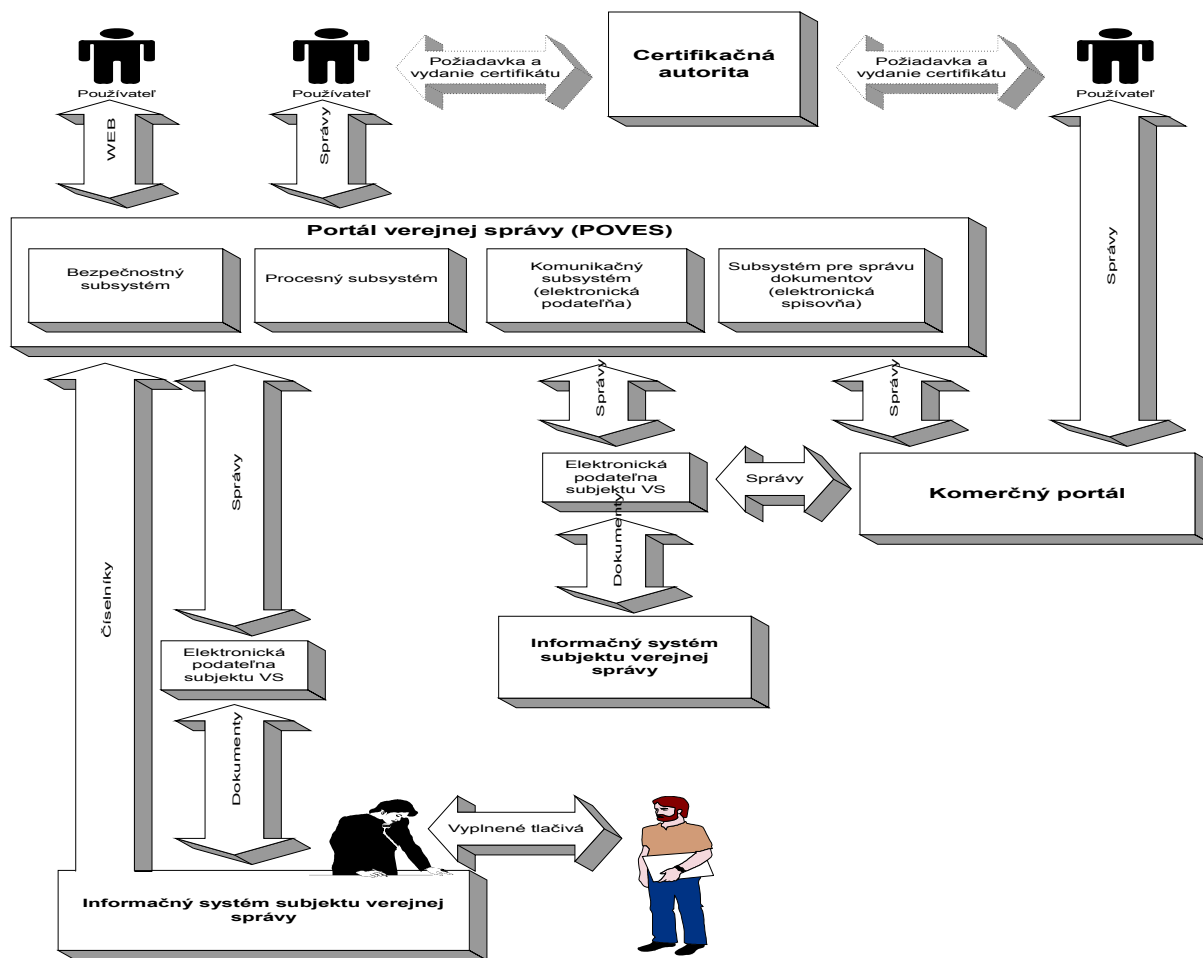 Certifikačná
autorita
Požiadavka a
vydanie certifikátu
Požiadavka a
vydanie certifikátu
Používateľ
Používateľ
Používateľ
WEB
Správy
Správy
Portál verejnej správy (POVES)
Bezpečnostný
subsystém
Procesný subsystém
Komunikačný
subsystém
(elektronická
podateľňa)
Subsystém pre správu
dokumentov
(elektronická
spisovňa)
Správy
Správy
Správy
Číselníky
Elektronická
podateľna
subjektu VS
Správy
Komerčný portál
Dokumenty
Informačný systém
subjektu verejnej
správy
Elektronická
podateľna
subjektu VS
Dokumenty
Vyplnené tlačivá
Informačný systém subjektu verejnej
správy